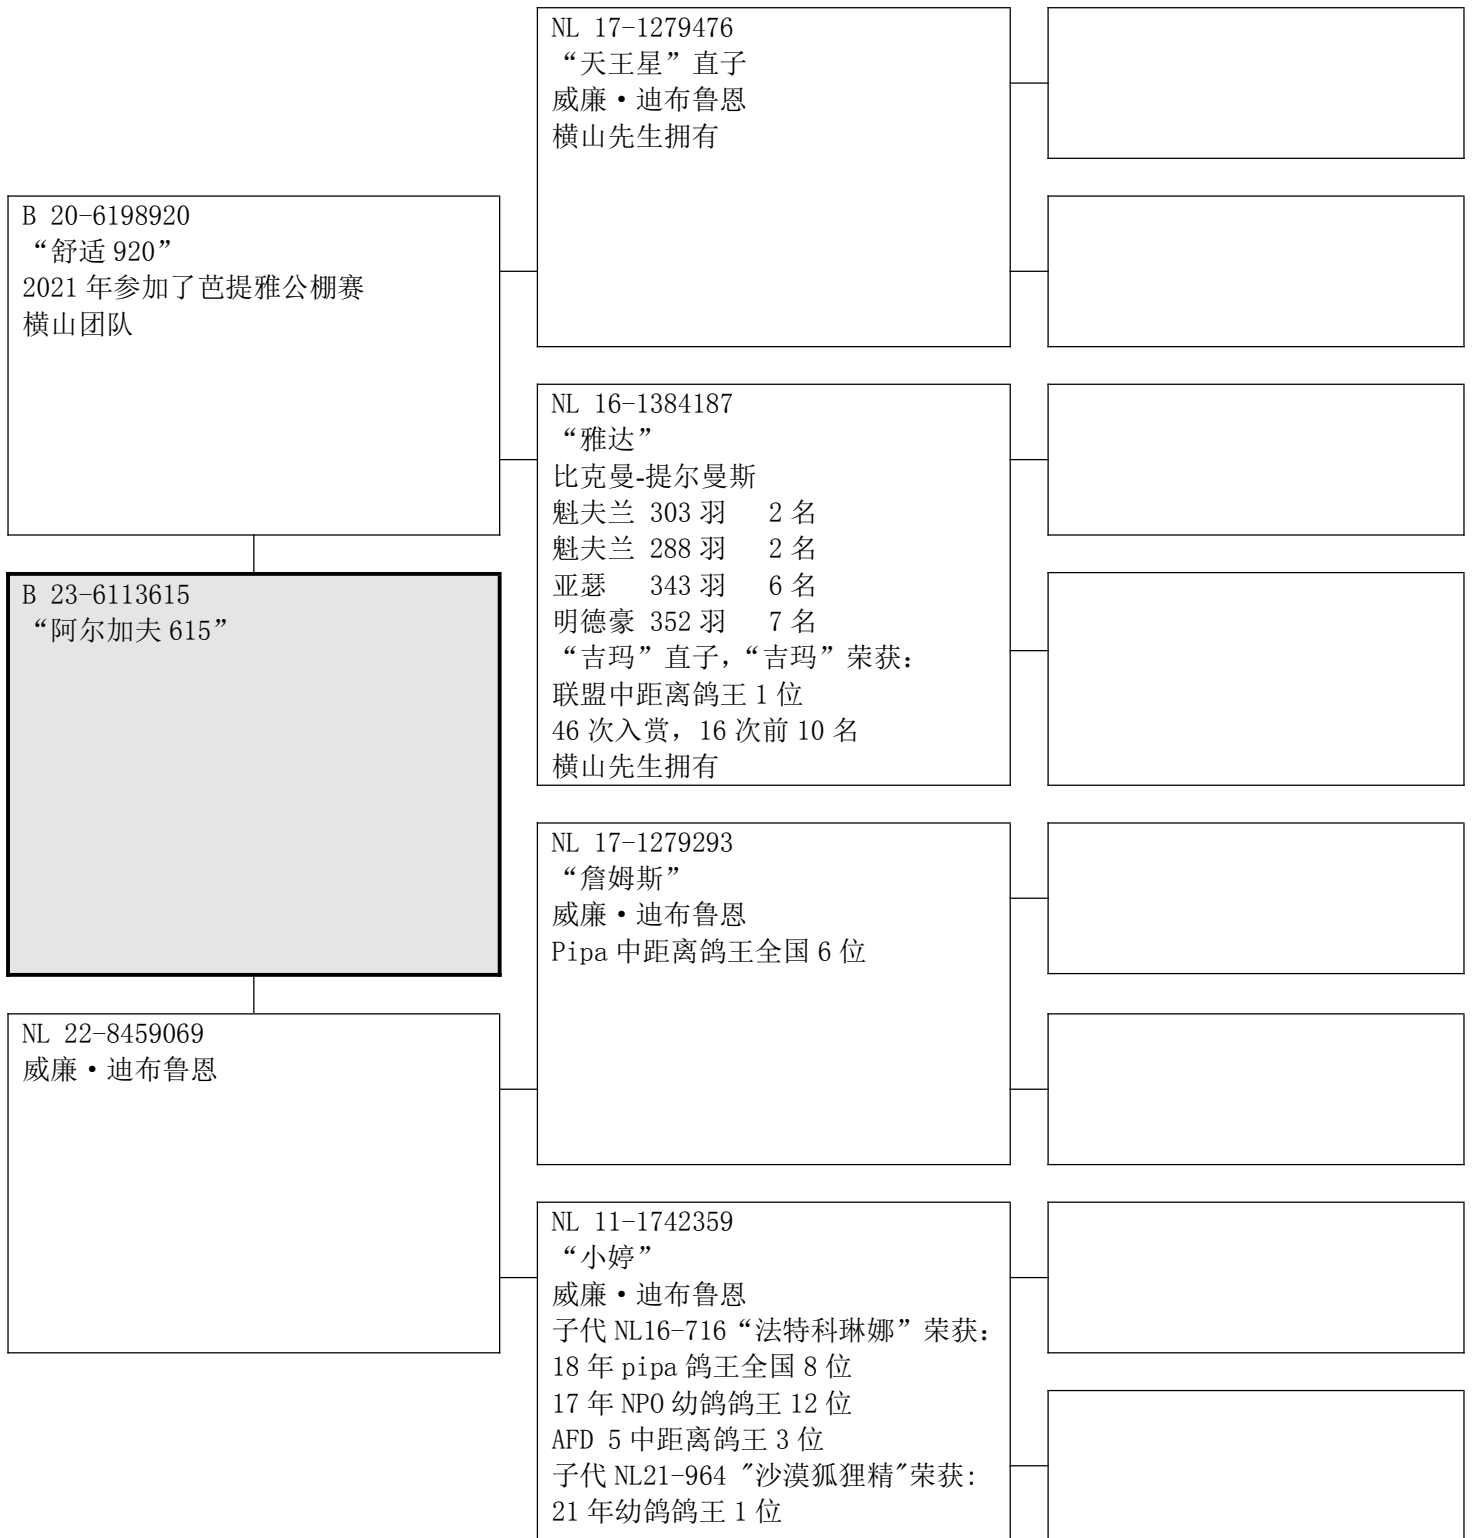 NL 17-1279476
“天王星”直子
威廉·迪布鲁恩
横山先生拥有
B 20-6198920
“舒适 920”
2021 年参加了芭提雅公棚赛
横山团队
NL 16-1384187
“雅达”
比克曼-提尔曼斯
魁夫兰 303 羽 2 名
魁夫兰 288 羽 2 名
亚瑟 343 羽 6 名
明德豪 352 羽 7 名
“吉玛”直子，“吉玛”荣获：
联盟中距离鸽王 1 位
46 次入赏，16 次前 10 名
横山先生拥有
B 23-6113615
“阿尔加夫 615”
NL 17-1279293
“詹姆斯”
威廉·迪布鲁恩
Pipa 中距离鸽王全国 6 位
NL 22-8459069
威廉·迪布鲁恩
NL 11-1742359
“小婷”
威廉·迪布鲁恩
子代 NL16-716“法特科琳娜”荣获：
18 年 pipa 鸽王全国 8 位
17 年 NPO 幼鸽鸽王 12 位
AFD 5 中距离鸽王 3 位
子代 NL21-964 "沙漠狐狸精"荣获:
21 年幼鸽鸽王 1 位